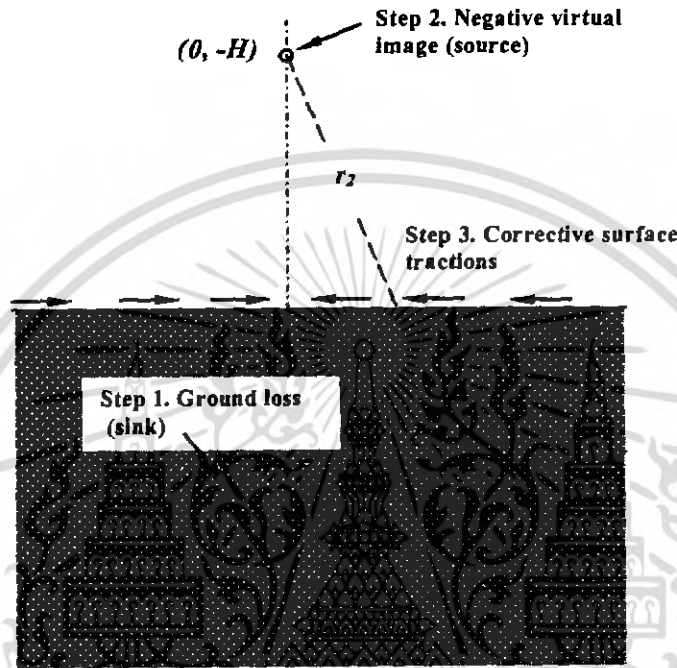 Step 2. Negative virtual
image (source)
(0, -H)
r₂
Step 3. Corrective surface
tractions
Step 1. Ground loss
(sink)